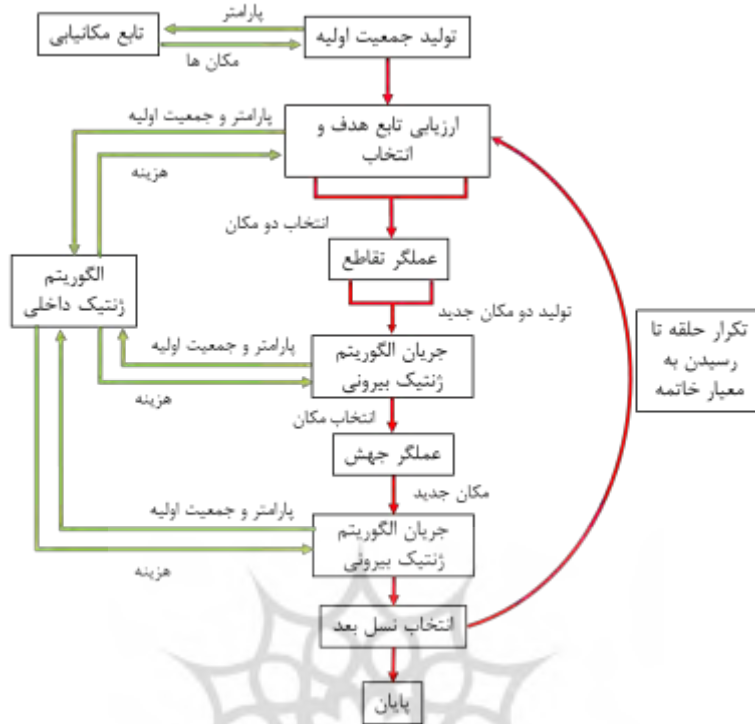 پارامتر
تولید جمعیت اولیه
تابع مکانیابی
مکان ها
پارامتر و جمعیت اولیه
ارزیابی تابع هدف و
انتخاب
هزینه
انتخاب دو مکان
عملگر تقاطع
الگوریتم
ژنتیک داخلی
تولید دو مکان جدید
تکرار حلقه تا
رسیدن به
معیار خاتمه
پارامتر و جمعیت اولیه
جریان الگوریتم
ژنتیک بیرونی
هزینه
انتخاب مکان
عملگر جهش
مکان جدید
پارامتر و جمعیت اولیه
جریان الگوریتم
ژنتیک بیرونی
هزینه
انتخاب نسل بعد
پایان